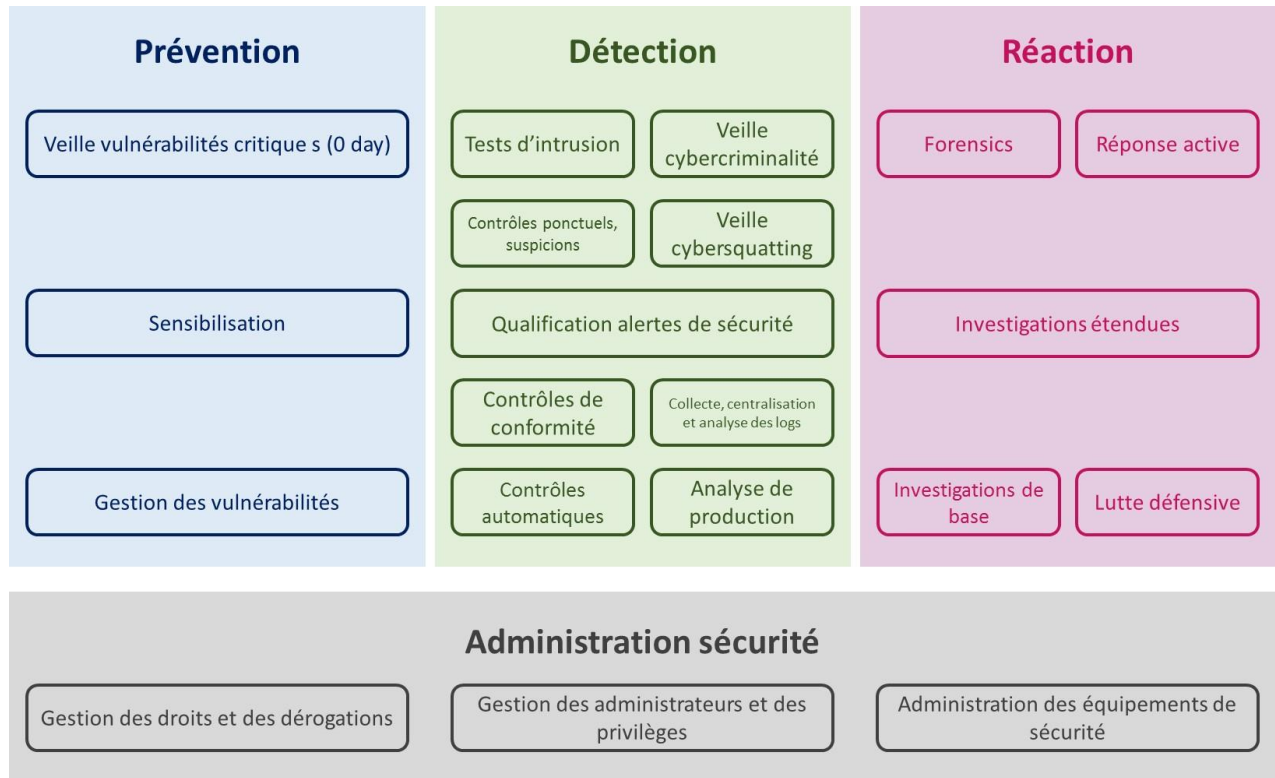 Prévention
Veille vulnérabilités critique s (0 day)
Sensibilisation
Gestion des vulnérabilités
Détection
Tests d’intrusion
Veille
cybercriminalité
Contrôles ponctuels,
suspicions
Veille
cybersquatting
Qualification alertes de sécurité
Contrôles de
conformité
Collecte, centralisation
et analyse des logs
Contrôles
automatiques
Analyse de
production
Réaction
Forensics
Réponse active
Investigations étendues
Investigations de
base
Lutte défensive
Administration sécurité
Gestion des droits et des dérogations
Gestion des administrateurs et des
privilèges
Administration des équipements de
sécurité